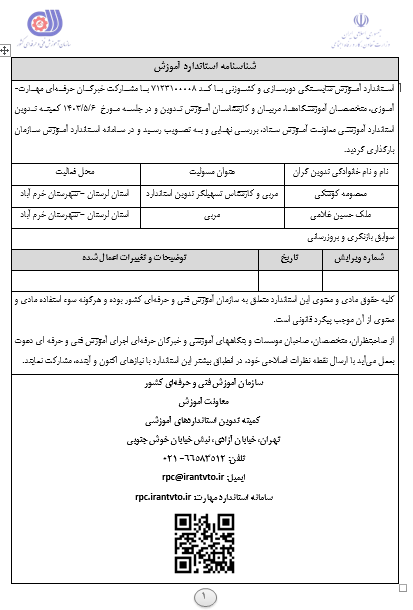 شناسنامه استاندارد آموزش
استاندارد آموزش شایستگی دورسازی و کشوزنی با کد ۷۱۲۳۱۰۰۰۸ با مشارکت خبرگان حرفه‌ای مهارت-
آموزی، متخصصان آموزشگاه‌ها، مربیان و کارشناسان آموزش تدوین و در جلسه مورخ ۱۴۰۳/۵/۶ کمیته تدوین
استاندارد آموزشی معاونت آموزش ستاد، بررسی نهایی و به تصویب رسید و در سامانه استاندارد آموزش سازمان
بارگذاری گردید.
نام و نام خانوادگی تدوین گران عنوان مسولیت محل فعالیت
معصومه کوشکی مربی و کارشناس تسهیلگر تدوین استاندارد استان لرستان –شهرستان خرم آباد
ملک حسین غلامی مربی استان لرستان –شهرستان خرم آباد
سوابق بازنگری و بروزرسانی
شماره ویرایش تاریخ توضیحات و تغییرات اعمال شده
کلیه حقوق مادی و معنوی این استاندارد متعلق به سازمان آموزش فنی و حرفه‌ای کشور بوده و هرگونه سوء استفاده مادی و
معنوی از آن موجب پیگرد قانونی است.
از صاحبنظران، متخصصان، صاحبان موسسات و بنگاههای آموزشی و خبرگان حرفه‌ای اجرای آموزش فنی و حرفه ای دعوت
بعمل می‌آید با ارسال نقطه نظرات اصلاحی خود، در انطباق بیشتر این استاندارد با نیازهای اکنون و آینده، مشارکت نمایند.
سازمان آموزش فنی و حرفه‌ای کشور
معاونت آموزش
کمیته تدوین استانداردهای آموزشی
تهران، خیابان آزادی، نبش خیابان خوش جنوبی
تلفن: ۶۶۵۸۳۵۱۲- ۰۲۱
ایمیل: rpc@irantvto.ir
سامانه استاندارد مهارت: rpc.irantvto.ir
۱